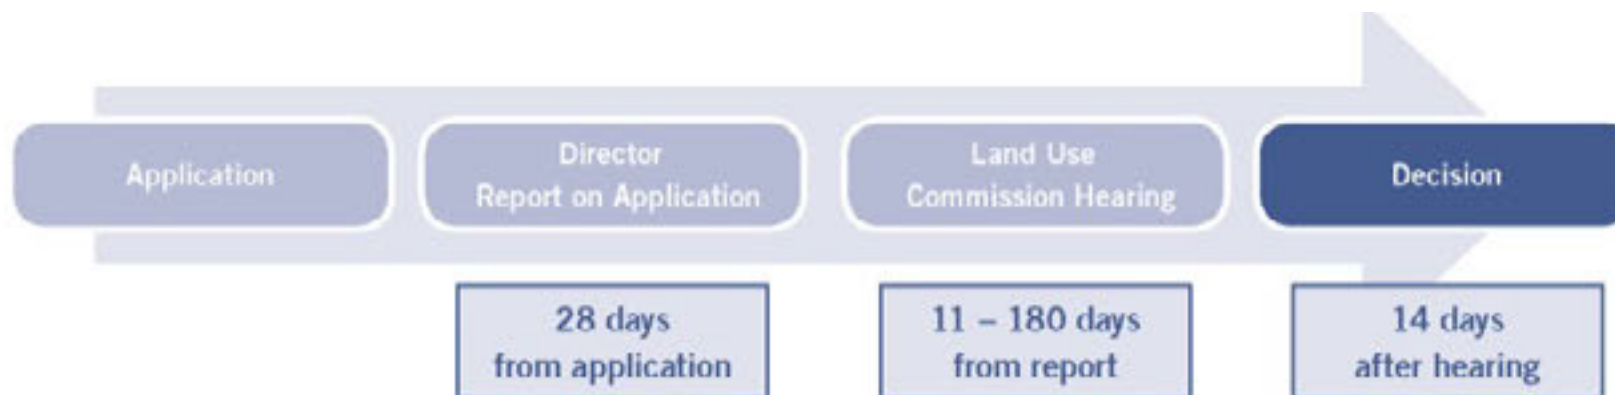 Application
Director
Report on Application
Land Use
Commission Hearing
Decision
28 days
from application
11 – 180 days
from report
14 days
after hearing